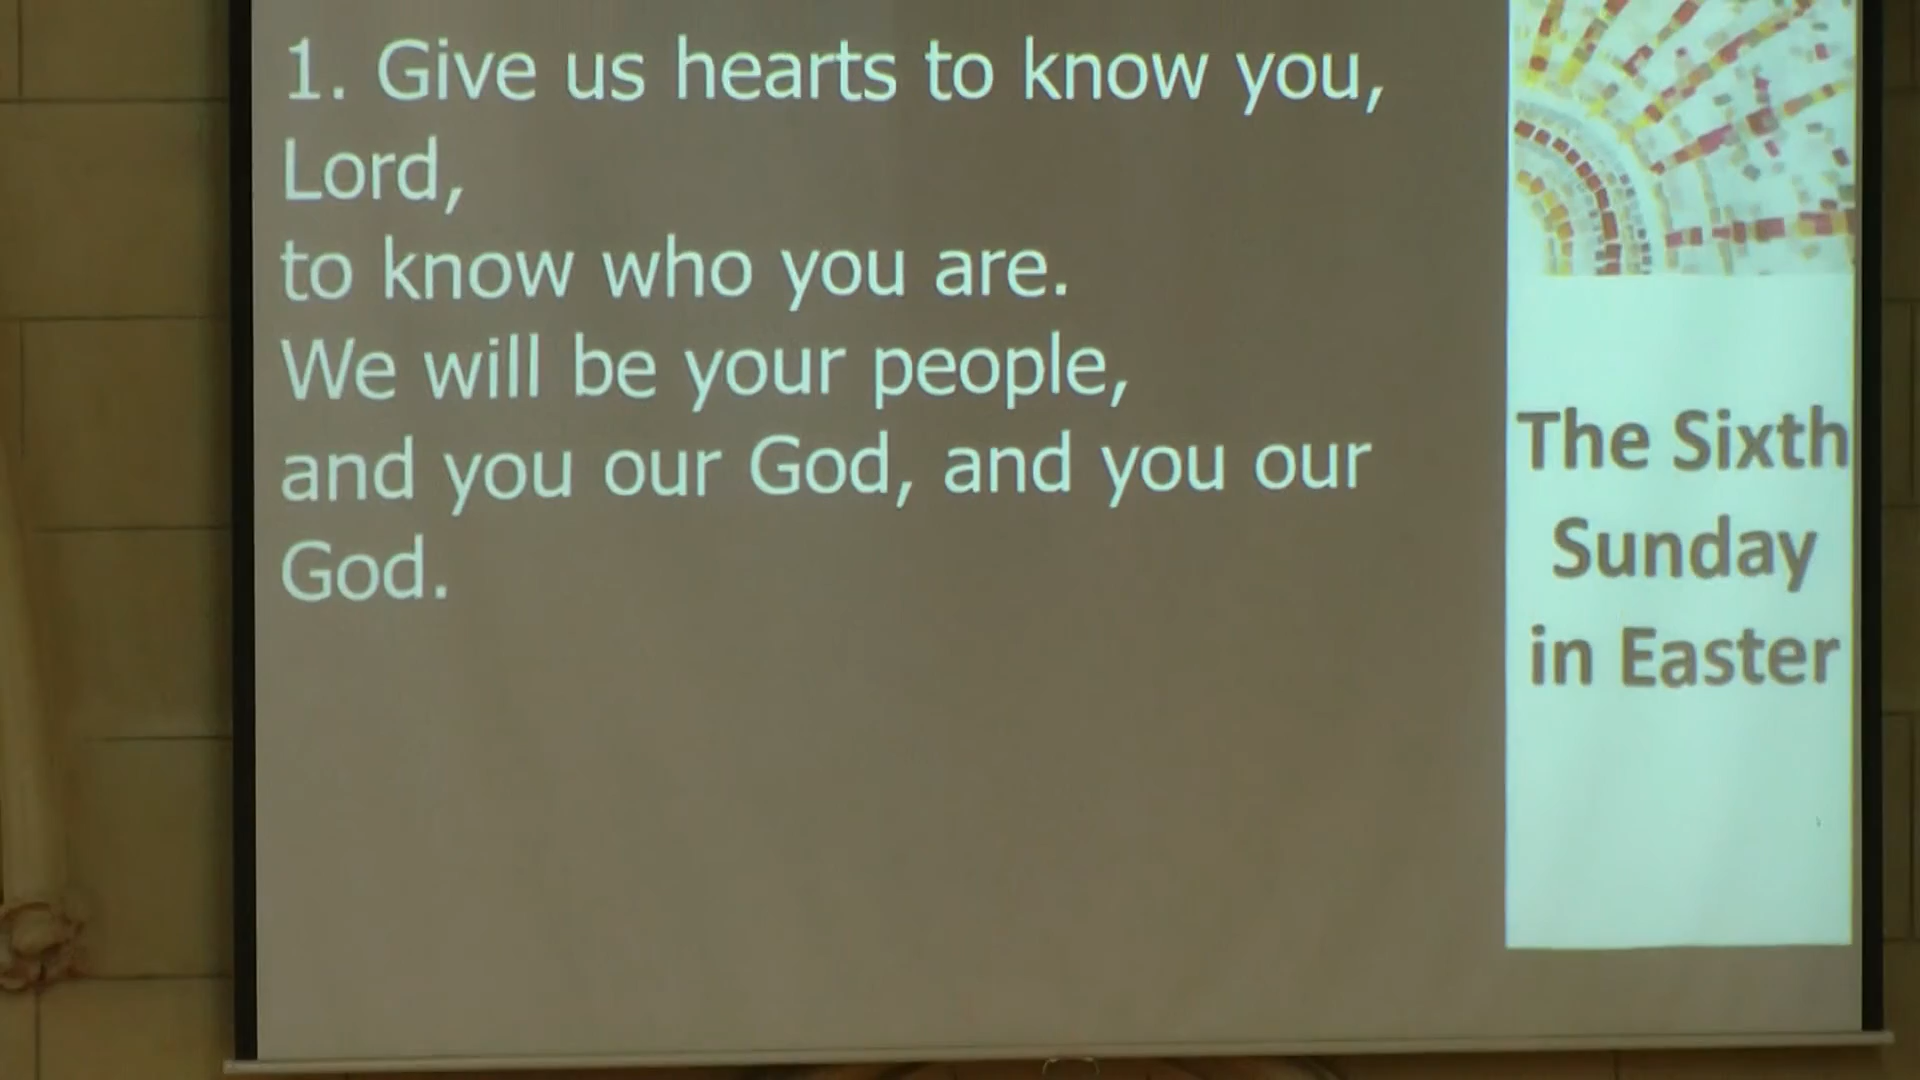 1. Give us hearts to know you,
Lord,
to know who you are.
We will be your people,
and you our God, and you our
God.
The Sixth
Sunday
in Easter